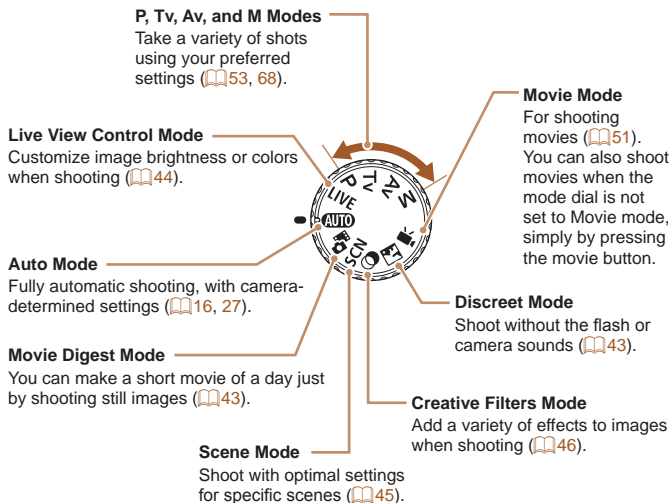 P, Tv, Av, and M Modes
Take a variety of shots
using your preferred
settings (53, 68).
Movie Mode
For shooting
movies (51).
You can also shoot
movies when the
mode dial is not
set to Movie mode,
simply by pressing
the movie button.
Live View Control Mode
Customize image brightness or colors
when shooting (44).
P
Tv
Av
M
LIVE
AUTO
SCN
Auto Mode
Fully automatic shooting, with camera-
determined settings (16, 27).
Discreet Mode
Shoot without the flash or
camera sounds (43).
Movie Digest Mode
You can make a short movie of a day just
by shooting still images (43).
Creative Filters Mode
Add a variety of effects to images
when shooting (46).
Scene Mode
Shoot with optimal settings
for specific scenes (45).